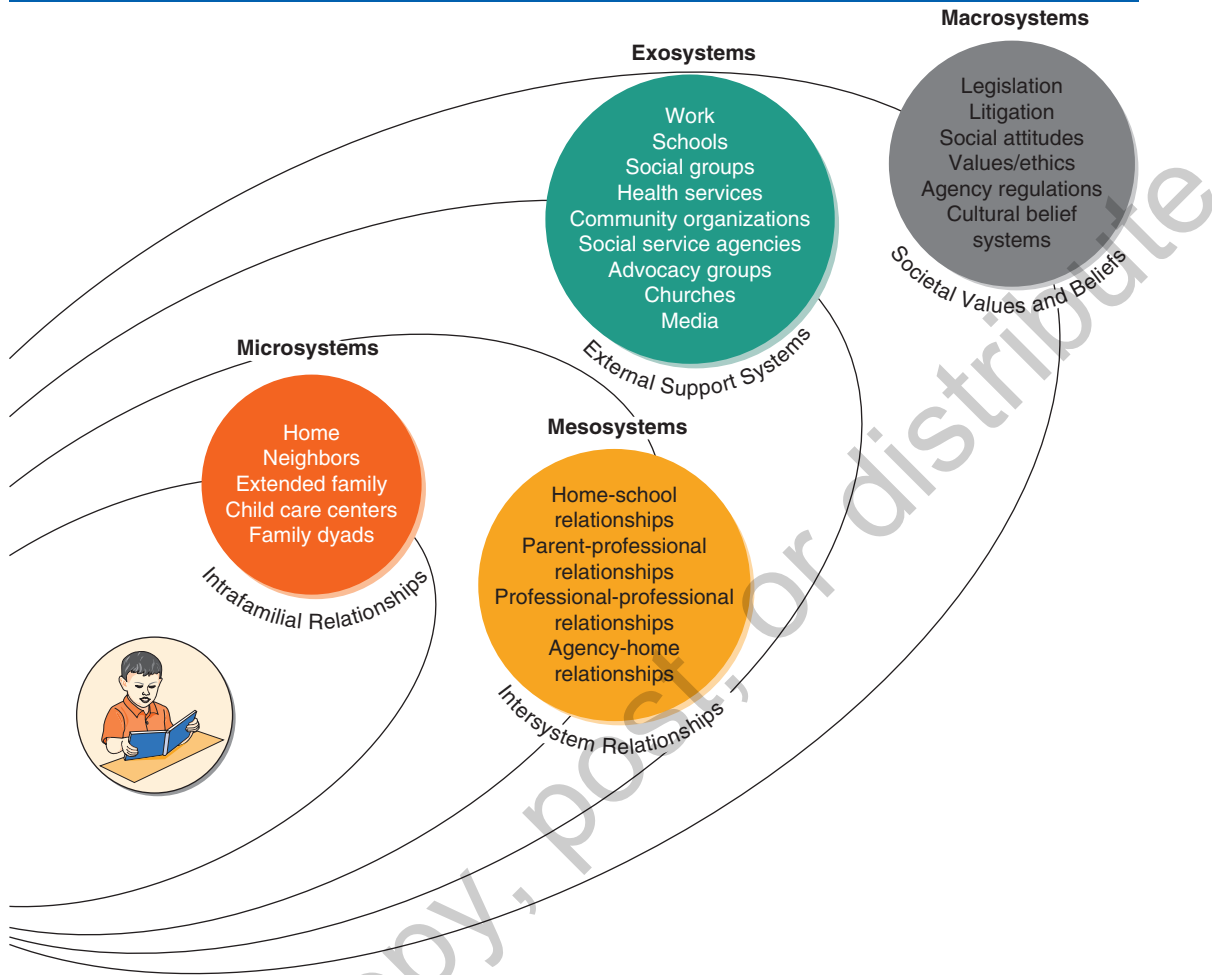 Macrosystems
Legislation
Litigation
Social attitudes
Values/ethics
Agency regulations
Cultural belief
systems
Societal Values and Beliefs
Exosystems
Work
Schools
Social groups
Health services
Community organizations
Social service agencies
Advocacy groups
Churches
Media
External Support Systems
Microsystems
Home
Neighbors
Extended family
Child care centers
Family dyads
Intrafamilial Relationships
Mesosystems
Home-school
relationships
Parent-professional
relationships
Professional-professional
relationships
Agency-home
relationships
Intersystem Relationships
post, or distribute